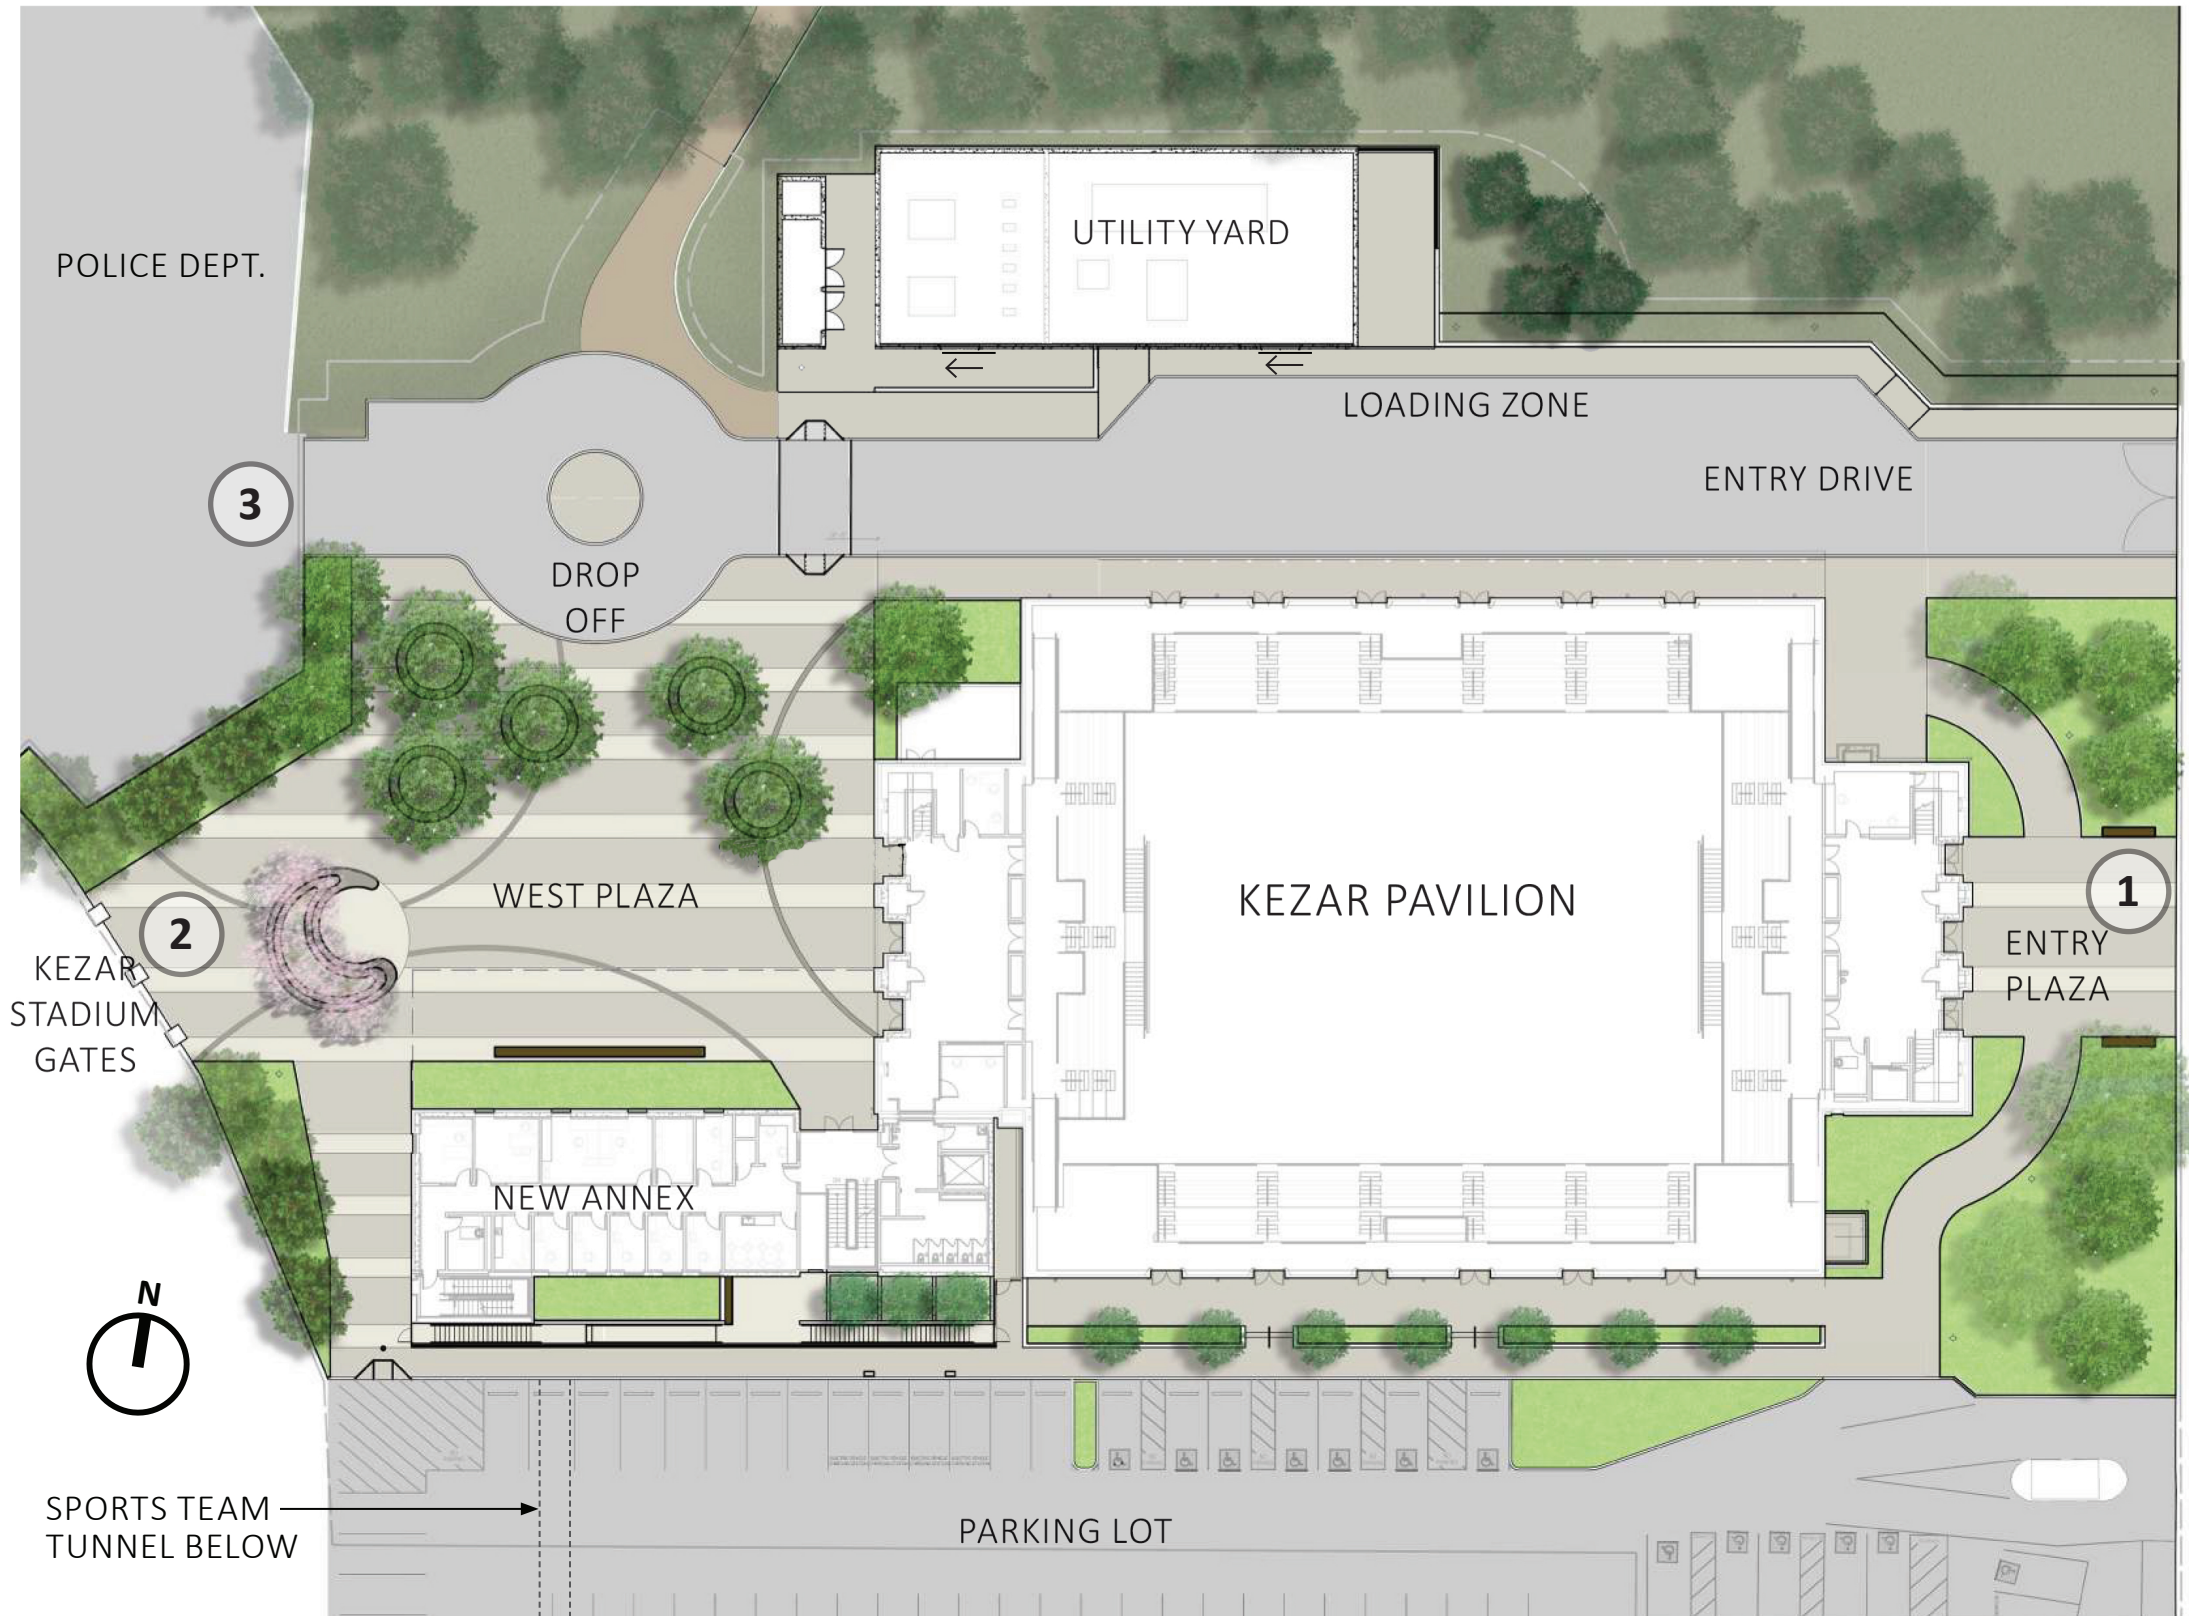 POLICE DEPT.
UTILITY YARD
LOADING ZONE
ENTRY DRIVE
3
DROP
OFF
WEST PLAZA
2
KEZAR
STADIUM
GATES
KEZAR PAVILION
1
ENTRY
PLAZA
NEW ANNEX
N
SPORTS TEAM
TUNNEL BELOW
PARKING LOT